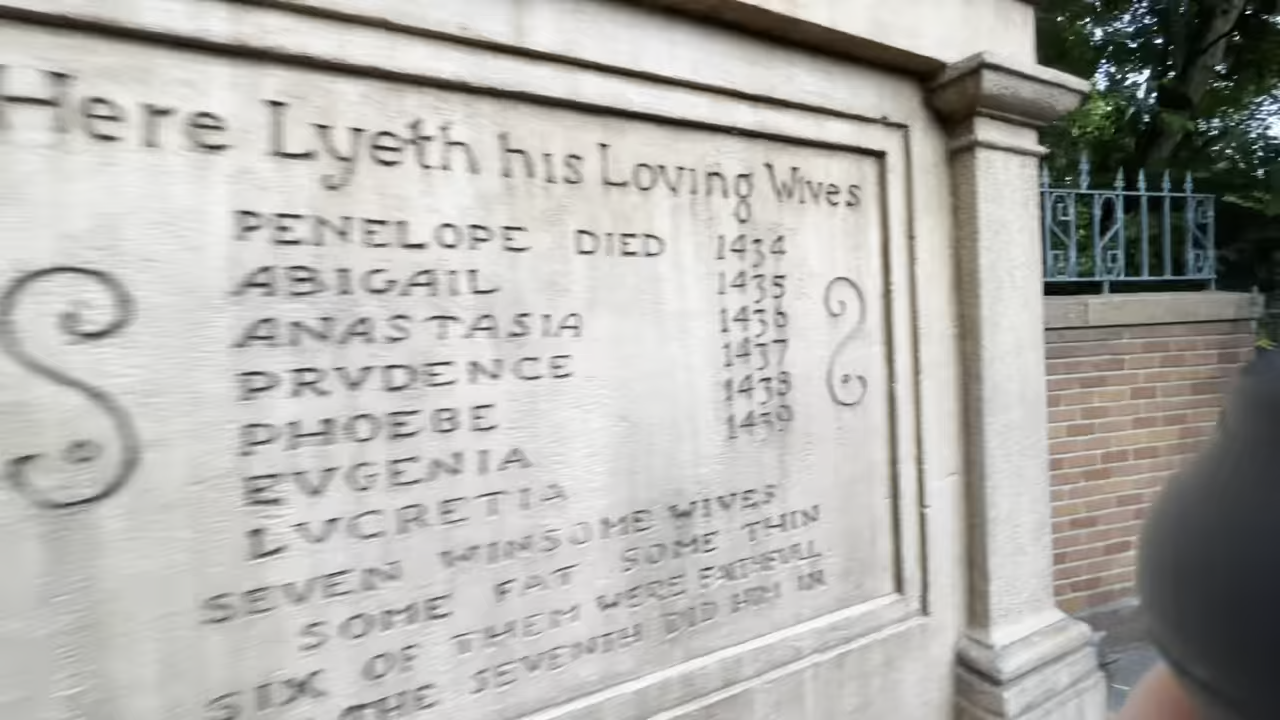 Here Lyeth his Loving Wives
PENELOPE DIED 1434
ABIGAIL 1435
ANASTASIA 1436
PRVDENCE 1437
PHOEBE 1438
EVGENIA 1439
LVCRETIA
SEVEN WINSOME WIVES
SOME FAT SOME THIN
SIX OF THEM WERE FAITHFULL
THE SEVENTH DID HIM IN